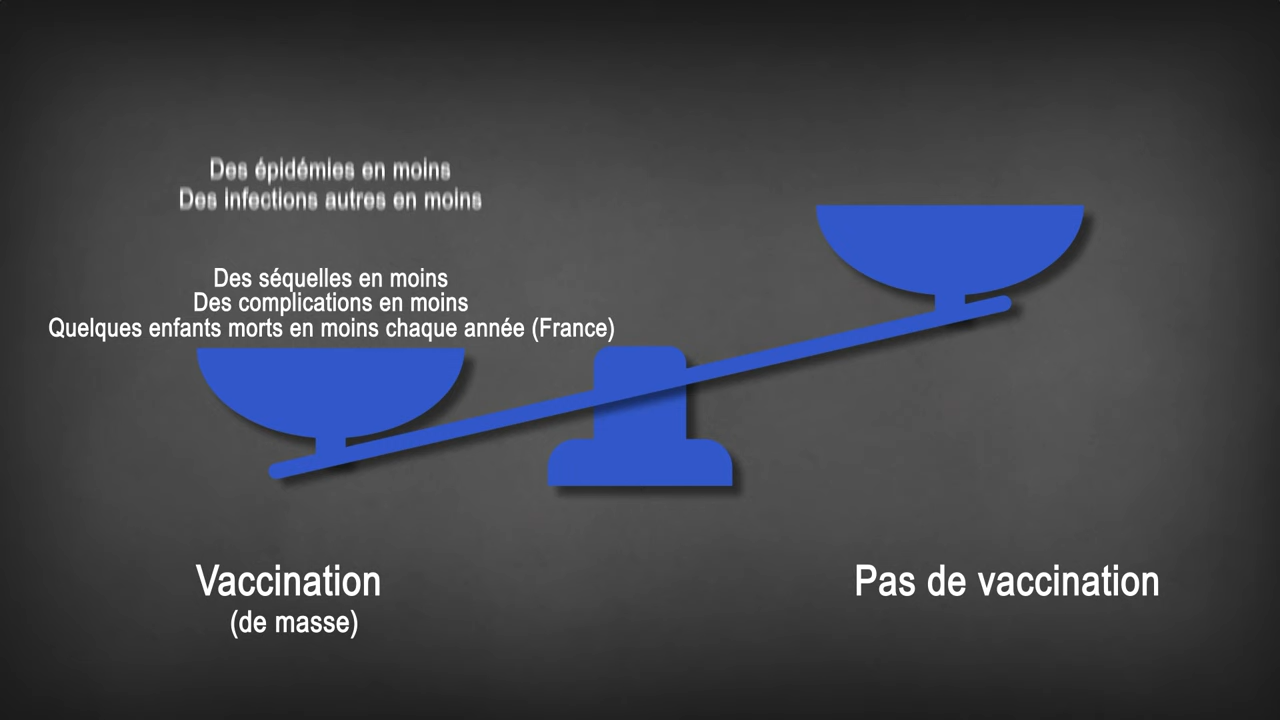 Des épidémies en moins
Des infections autres en moins
Des séquelles en moins
Des complications en moins
Quelques enfants morts en moins chaque année (France)
Vaccination
(de masse)
Pas de vaccination